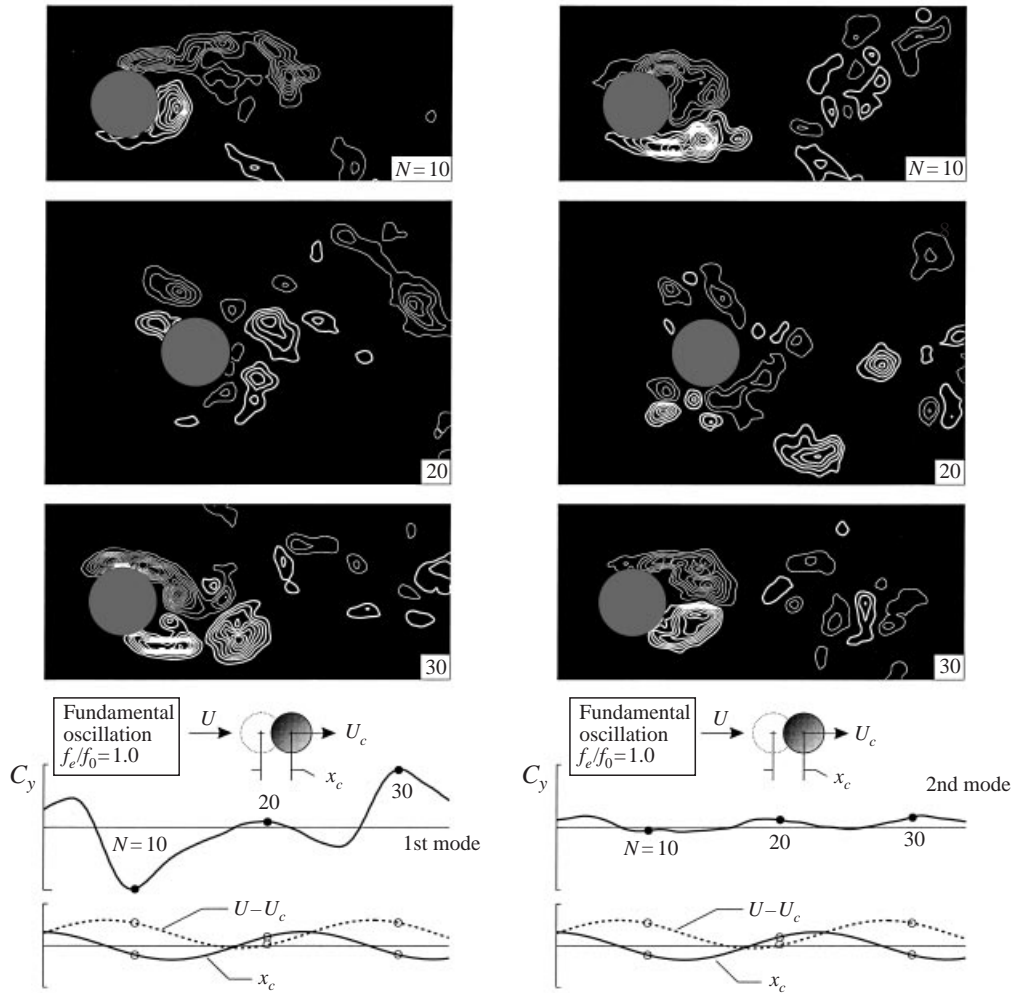 N = 10
N = 10
20
20
30
30
Fundamental
oscillation
f_e/f_0=1.0
U
U_c
x_c
Fundamental
oscillation
f_e/f_0=1.0
U
U_c
x_c
C_y
N = 10
20
30
1st mode
C_y
N = 10
20
30
2nd mode
U–U_c
x_c
U–U_c
x_c